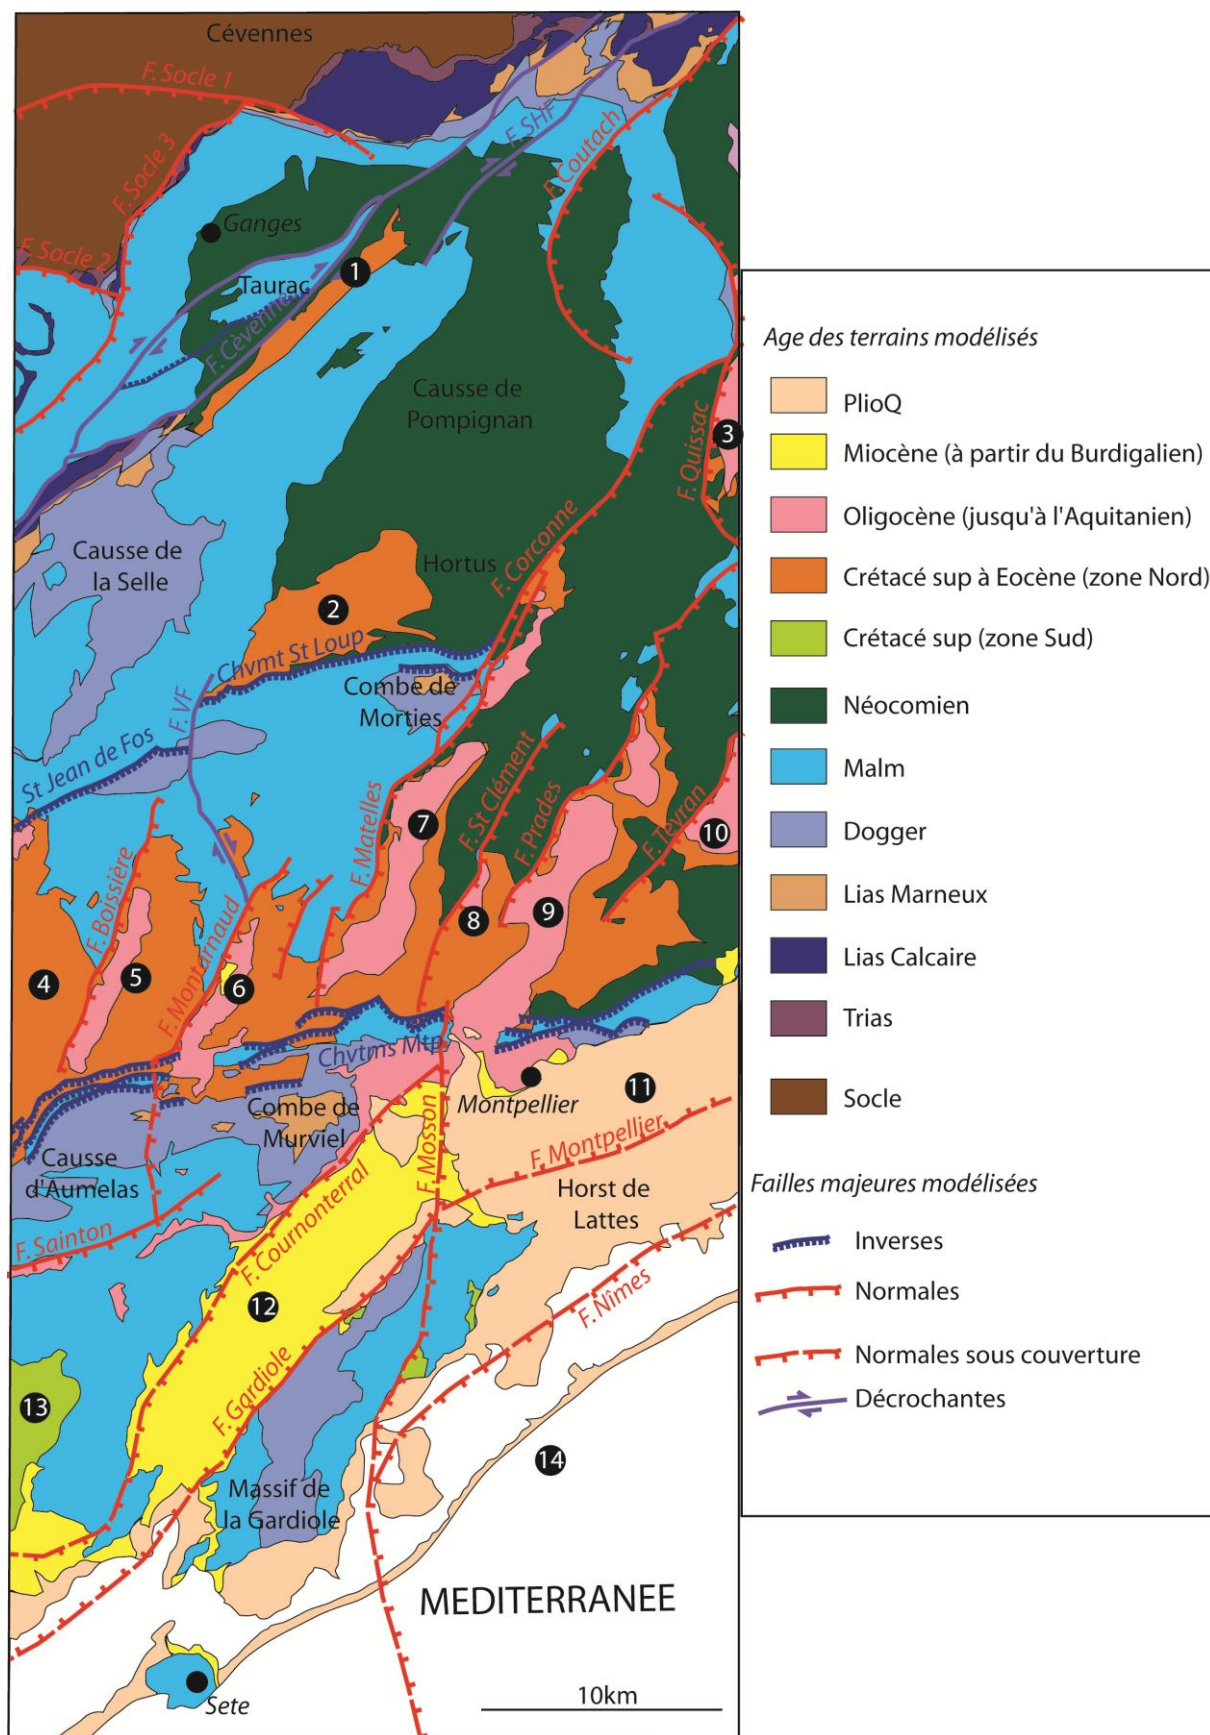 Cévennes
F. Socle 1
F. SHF
F. Coutach
F. Socle 3
Ganges
F. Socle 2
Taurac
1
F. Cévennes
Causse de
Pompignan
F. Quissac
3
Causse de
la Selle
F. Corconne
Hortus
2
Chvmt St Loup
F. VF
Combe de
Morties
St Jean de Fos
F. Matelles
7
F. St Clément
F. Prades
F. Tevran
10
F. Boissière
8
9
4
5
F. Montarnaud
6
Chvtms Mtp
Combe de
Murviel
Montpellier
11
Causse
d'Aumelas
F. Mosson
F. Montpellier
Horst de
Lattes
F. Sainton
F. Cournonterral
F. Nîmes
12
F. Gardiole
13
14
Massif de
la Gardiole
MEDITERRANEE
Sete
10km
Age des terrains modélisés
PlioQ
Miocène (à partir du Burdigalien)
Oligocène (jusqu'à l'Aquitanien)
Crétacé sup à Eocène (zone Nord)
Crétacé sup (zone Sud)
Néocomien
Malm
Dogger
Lias Marneux
Lias Calcaire
Trias
Socle
Failles majeures modélisées
Inverses
Normales
Normales sous couverture
Décrochantes